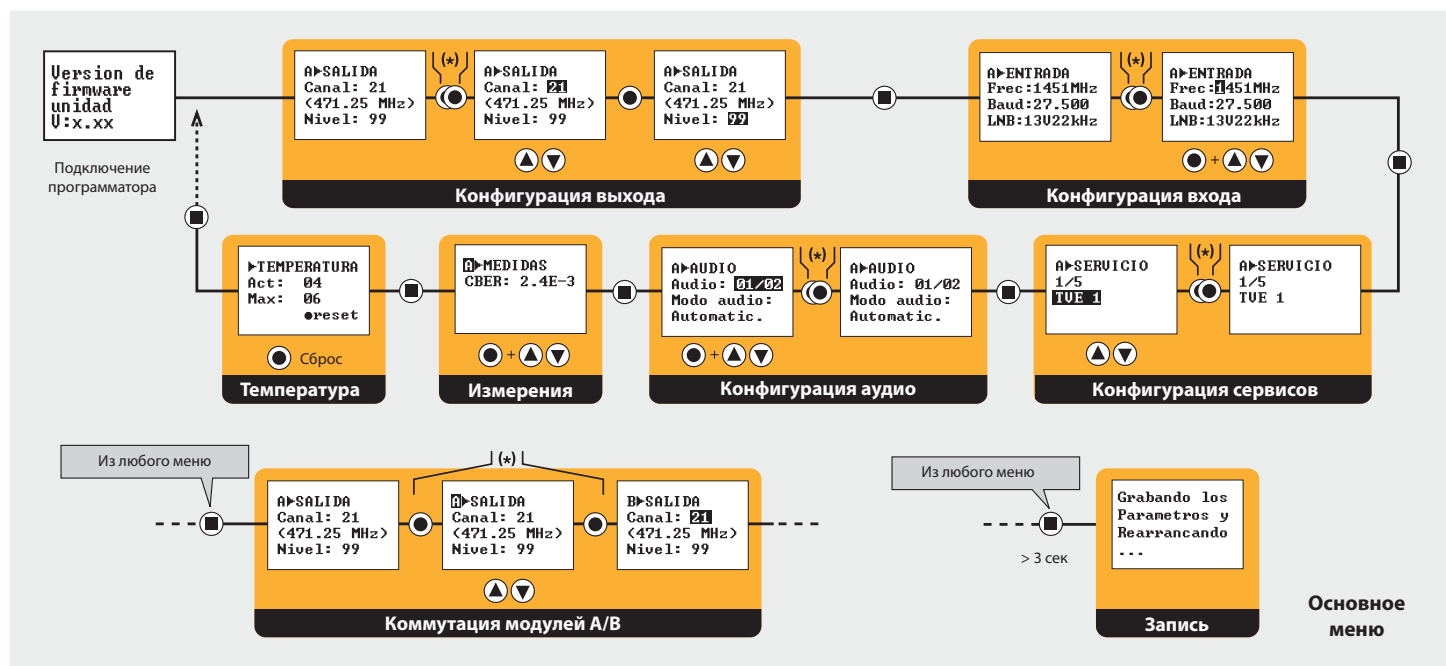 Version de
firmware
unidad
V:x.xx
Подключение
программатора
A▶SALIDA
Canal: 21
(471.25 MHz)
Nivel: 99
(*)
A▶SALIDA
Canal: 21
(471.25 MHz)
Nivel: 99
A▶SALIDA
Canal: 21
(471.25 MHz)
Nivel: 99
Конфигурация выхода
A▶ENTRADA
Frec:1451MHz
Baud:27.500
LNB:13V22kHz
(*)
A▶ENTRADA
Frec:1451MHz
Baud:27.500
LNB:13V22kHz
+
Конфигурация входа
▶TEMPERATURA
Act: 04
Max: 06
●reset
Сброс
Температура
A▶MEDIDAS
CBER: 2.4E-3
+
Измерения
A▶AUDIO
Audio: 01/02
Modo audio:
Automatic.
(*)
A▶AUDIO
Audio: 01/02
Modo audio:
Automatic.
+
Конфигурация аудио
A▶SERVICIO
1/5
TVE 1
(*)
A▶SERVICIO
1/5
TVE 1
Конфигурация сервисов
Из любого меню
A▶SALIDA
Canal: 21
(471.25 MHz)
Nivel: 99
(*)
A▶SALIDA
Canal: 21
(471.25 MHz)
Nivel: 99
B▶SALIDA
Canal: 21
(471.25 MHz)
Nivel: 99
Коммутация модулей А/В
Из любого меню
> 3 сек
Grabando los
Parametros y
Rearrancando
...
Запись
Основное
меню